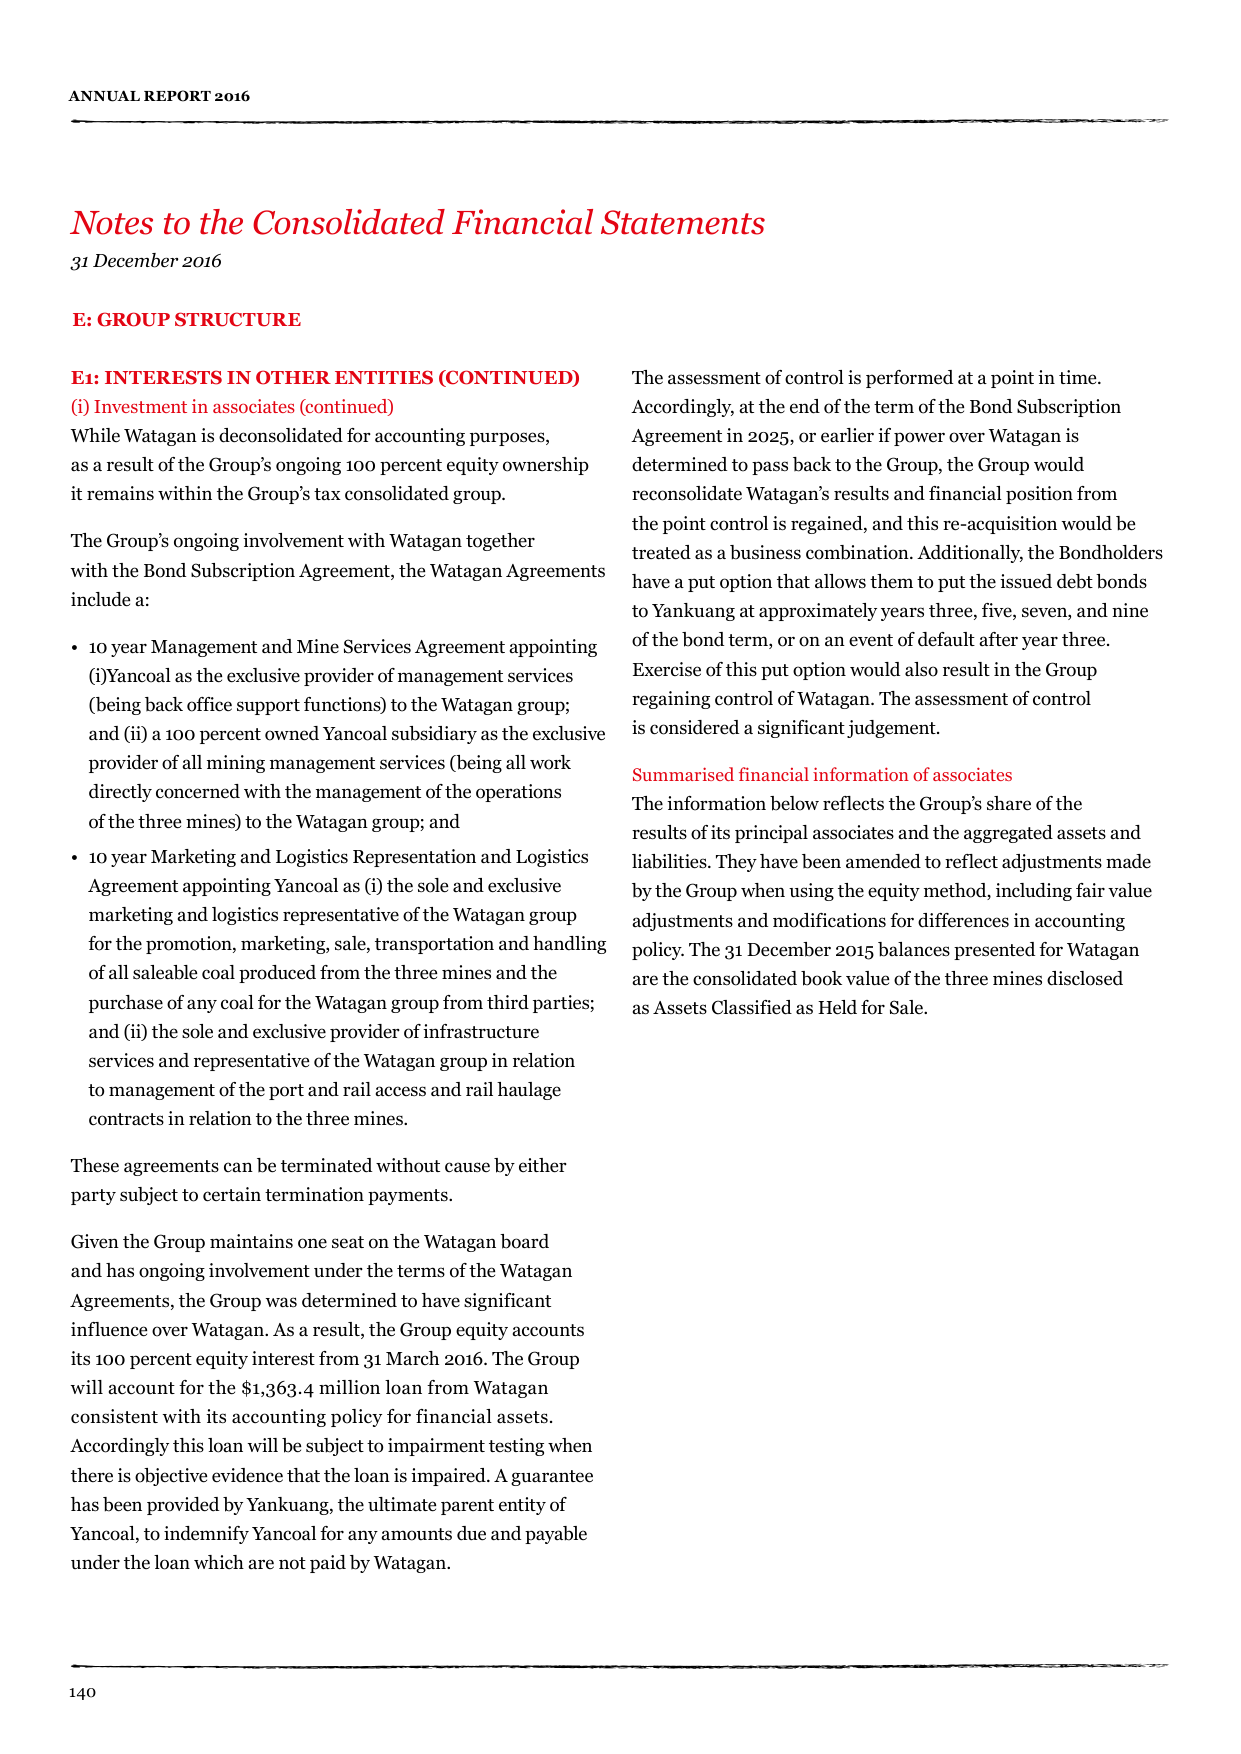 ANNUAL REPORT 2016
Notes to the Consolidated Financial Statements
31 December 2016
E: GROUP STRUCTURE
E1: INTERESTS IN OTHER ENTITIES (CONTINUED)
(i) Investment in associates (continued)
While Watagan is deconsolidated for accounting purposes,
as a result of the Group’s ongoing 100 percent equity ownership
it remains within the Group’s tax consolidated group.
The Group’s ongoing involvement with Watagan together
with the Bond Subscription Agreement, the Watagan Agreements
include a:
• 10 year Management and Mine Services Agreement appointing
(i)Yancoal as the exclusive provider of management services
(being back office support functions) to the Watagan group;
and (ii) a 100 percent owned Yancoal subsidiary as the exclusive
provider of all mining management services (being all work
directly concerned with the management of the operations
of the three mines) to the Watagan group; and
• 10 year Marketing and Logistics Representation and Logistics
Agreement appointing Yancoal as (i) the sole and exclusive
marketing and logistics representative of the Watagan group
for the promotion, marketing, sale, transportation and handling
of all saleable coal produced from the three mines and the
purchase of any coal for the Watagan group from third parties;
and (ii) the sole and exclusive provider of infrastructure
services and representative of the Watagan group in relation
to management of the port and rail access and rail haulage
contracts in relation to the three mines.
These agreements can be terminated without cause by either
party subject to certain termination payments.
Given the Group maintains one seat on the Watagan board
and has ongoing involvement under the terms of the Watagan
Agreements, the Group was determined to have significant
influence over Watagan. As a result, the Group equity accounts
its 100 percent equity interest from 31 March 2016. The Group
will account for the $1,363.4 million loan from Watagan
consistent with its accounting policy for financial assets.
Accordingly this loan will be subject to impairment testing when
there is objective evidence that the loan is impaired. A guarantee
has been provided by Yankuang, the ultimate parent entity of
Yancoal, to indemnify Yancoal for any amounts due and payable
under the loan which are not paid by Watagan.
The assessment of control is performed at a point in time.
Accordingly, at the end of the term of the Bond Subscription
Agreement in 2025, or earlier if power over Watagan is
determined to pass back to the Group, the Group would
reconsolidate Watagan’s results and financial position from
the point control is regained, and this re-acquisition would be
treated as a business combination. Additionally, the Bondholders
have a put option that allows them to put the issued debt bonds
to Yankuang at approximately years three, five, seven, and nine
of the bond term, or on an event of default after year three.
Exercise of this put option would also result in the Group
regaining control of Watagan. The assessment of control
is considered a significant judgement.
Summarised financial information of associates
The information below reflects the Group’s share of the
results of its principal associates and the aggregated assets and
liabilities. They have been amended to reflect adjustments made
by the Group when using the equity method, including fair value
adjustments and modifications for differences in accounting
policy. The 31 December 2015 balances presented for Watagan
are the consolidated book value of the three mines disclosed
as Assets Classified as Held for Sale.
140